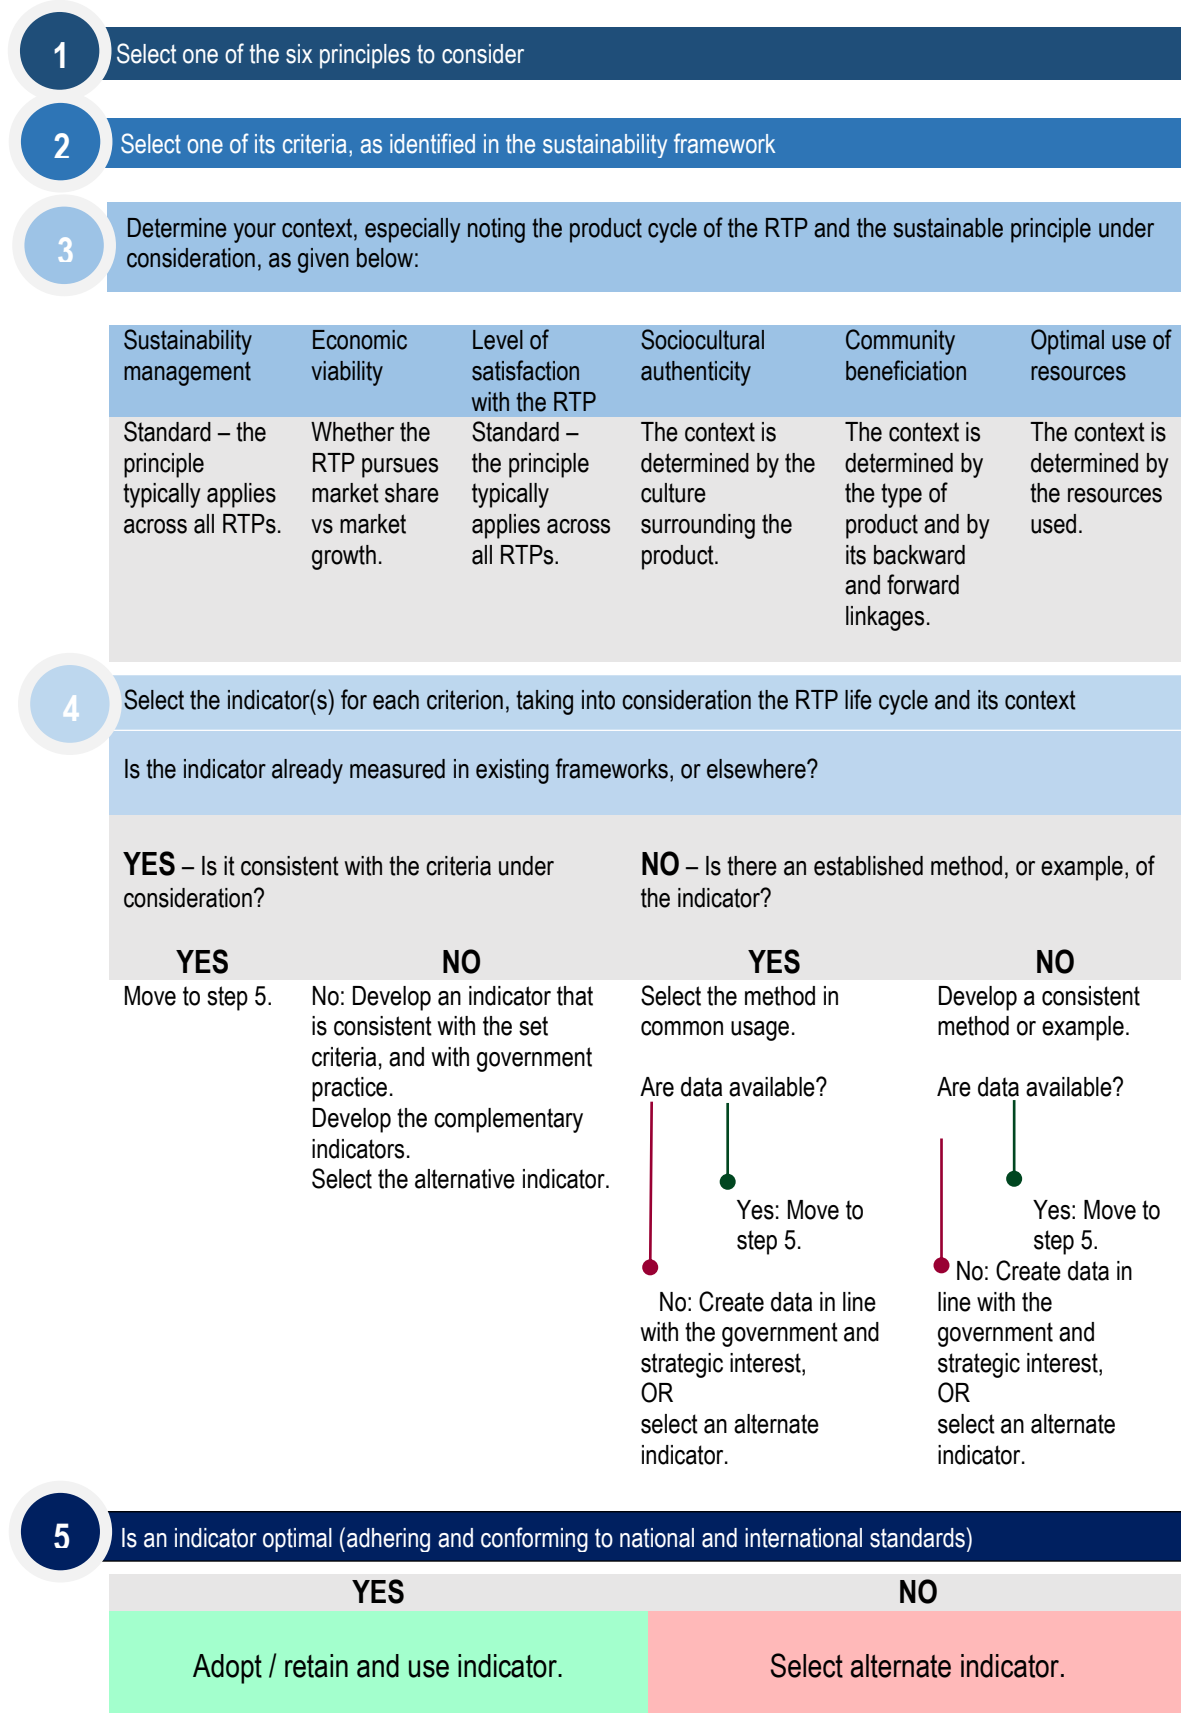 1
Select one of the six principles to consider
2
Select one of its criteria, as identified in the sustainability framework
3
Determine your context, especially noting the product cycle of the RTP and the sustainable principle under
consideration, as given below:
Sustainability
management
Economic
viability
Level of
satisfaction
with the RTP
Sociocultural
authenticity
Community
beneficiation
Optimal use of
resources
Standard – the
principle
typically applies
across all RTPs.
Whether the
RTP pursues
market share
vs market
growth.
Standard –
the principle
typically
applies across
all RTPs.
The context is
determined by the
culture
surrounding the
product.
The context is
determined by
the type of
product and by
its backward
and forward
linkages.
The context is
determined by
the resources
used.
4
Select the indicator(s) for each criterion, taking into consideration the RTP life cycle and its context
Is the indicator already measured in existing frameworks, or elsewhere?
YES – Is it consistent with the criteria under
consideration?
NO – Is there an established method, or example, of
the indicator?
YES
NO
YES
NO
Move to step 5.
No: Develop an indicator that
is consistent with the set
criteria, and with government
practice.
Develop the complementary
indicators.
Select the alternative indicator.
Select the method in
common usage.
Are data available?
Yes: Move to
step 5.
No: Create data in line
with the government and
strategic interest,
OR
select an alternate
indicator.
Develop a consistent
method or example.
Are data available?
Yes: Move to
step 5.
No: Create data in
line with the
government and
strategic interest,
OR
select an alternate
indicator.
5
Is an indicator optimal (adhering and conforming to national and international standards)
YES
NO
Adopt / retain and use indicator.
Select alternate indicator.